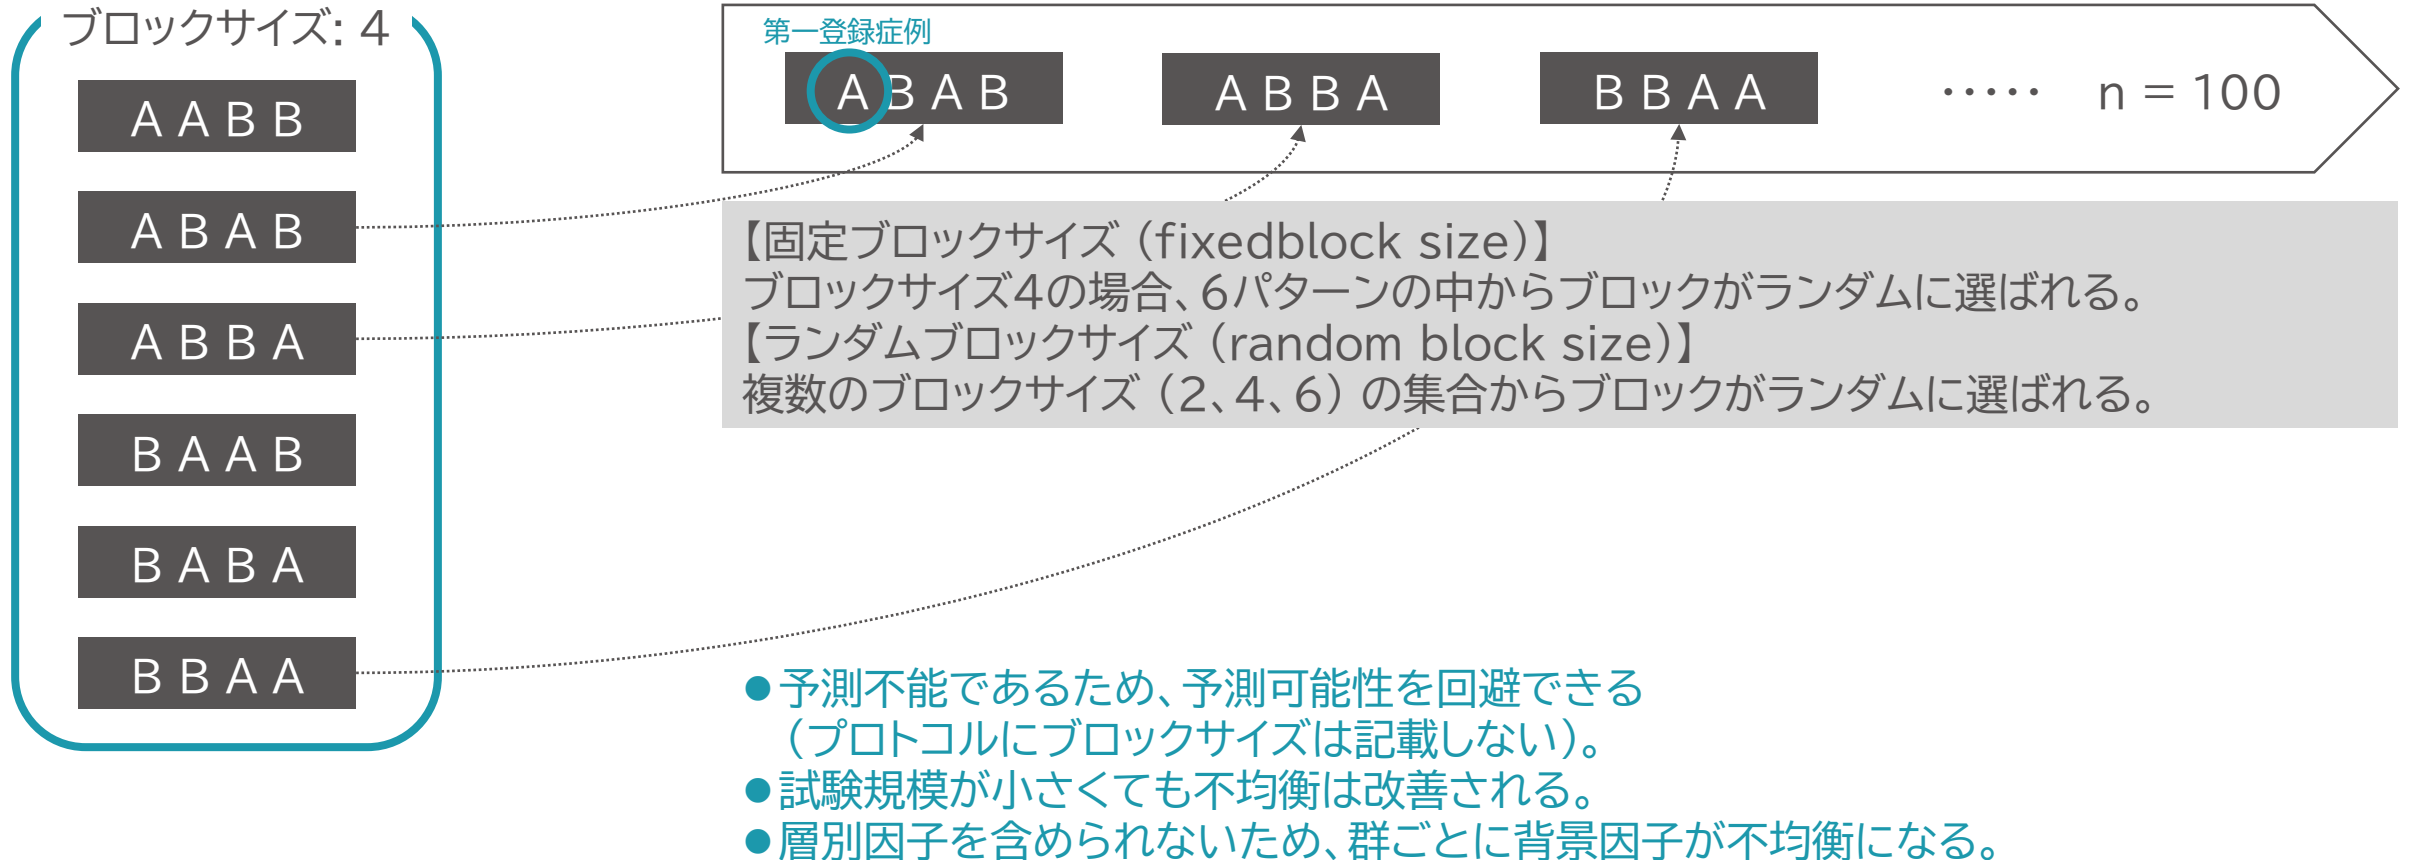 ブロックサイズ: 4
A A B B
A B A B
A B B A
B A A B
B A B A
B B A A
第一登録症例
A B A B
A B B A
B B A A
・・・・・ n = 100
【固定ブロックサイズ（fixedblock size）】
ブロックサイズ4の場合、6パターンの中からブロックがランダムに選ばれる。
【ランダムブロックサイズ（random block size）】
複数のブロックサイズ（2、4、6）の集合からブロックがランダムに選ばれる。
●予測不能であるため、予測可能性を回避できる
（プロトコルにブロックサイズは記載しない）。
●試験規模が小さくても不均衡は改善される。
●層別因子を含められないため、群ごとに背景因子が不均衡になる。